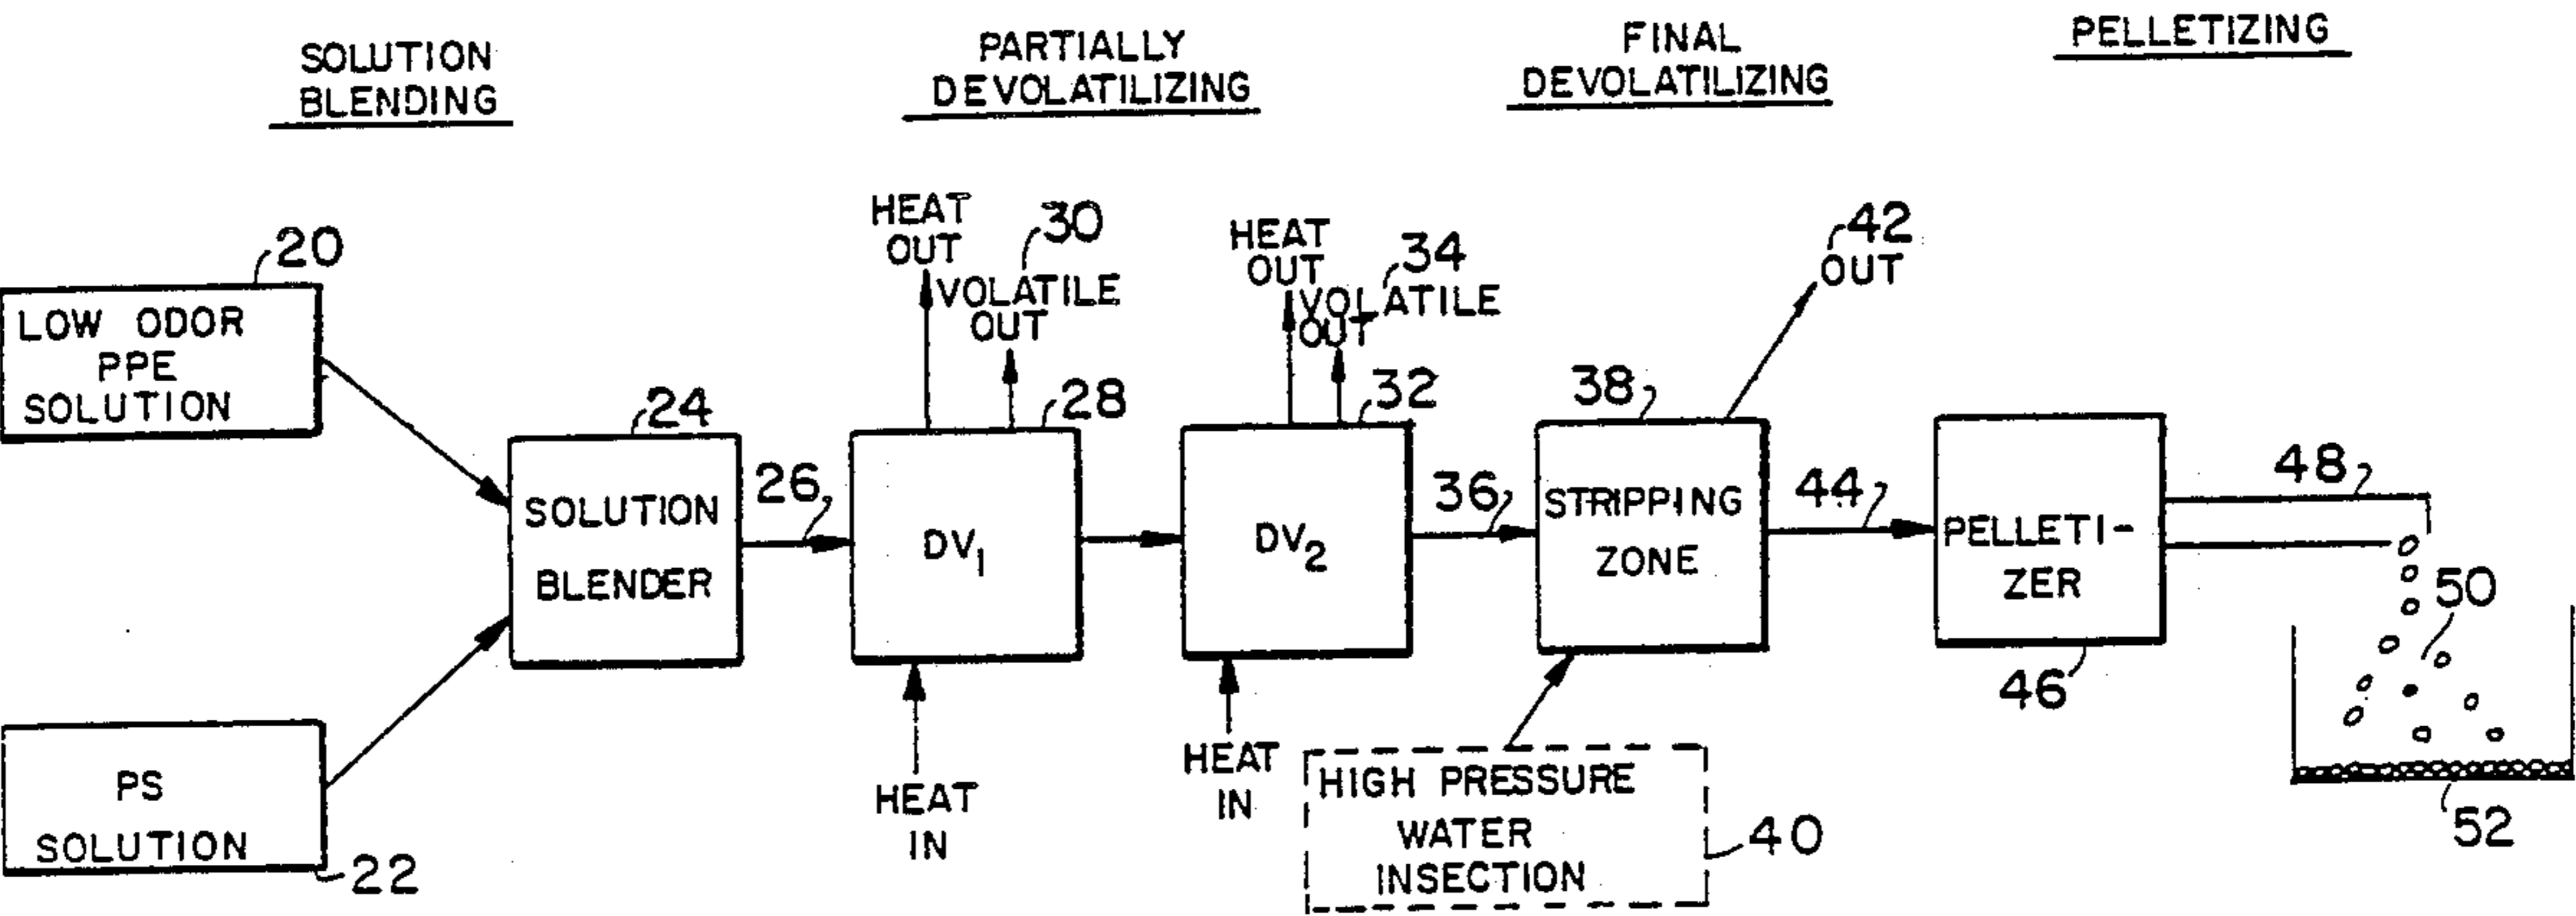 SOLUTION
BLENDING
PARTIALLY
DEVOLATILIZING
FINAL
DEVOLATILIZING
PELLETIZING
20
LOW ODOR
PPE
SOLUTION
PS
SOLUTION
22
24
SOLUTION
BLENDER
26
HEAT
OUT
30
VOLATILE
OUT
28
DV1
HEAT
IN
HEAT
OUT
34
VOLATILE
OUT
32
DV2
HEAT
IN
36
38
STRIPPING
ZONE
42
OUT
HIGH PRESSURE
WATER
INSECTION
40
44
PELLETI-
ZER
46
48
50
52